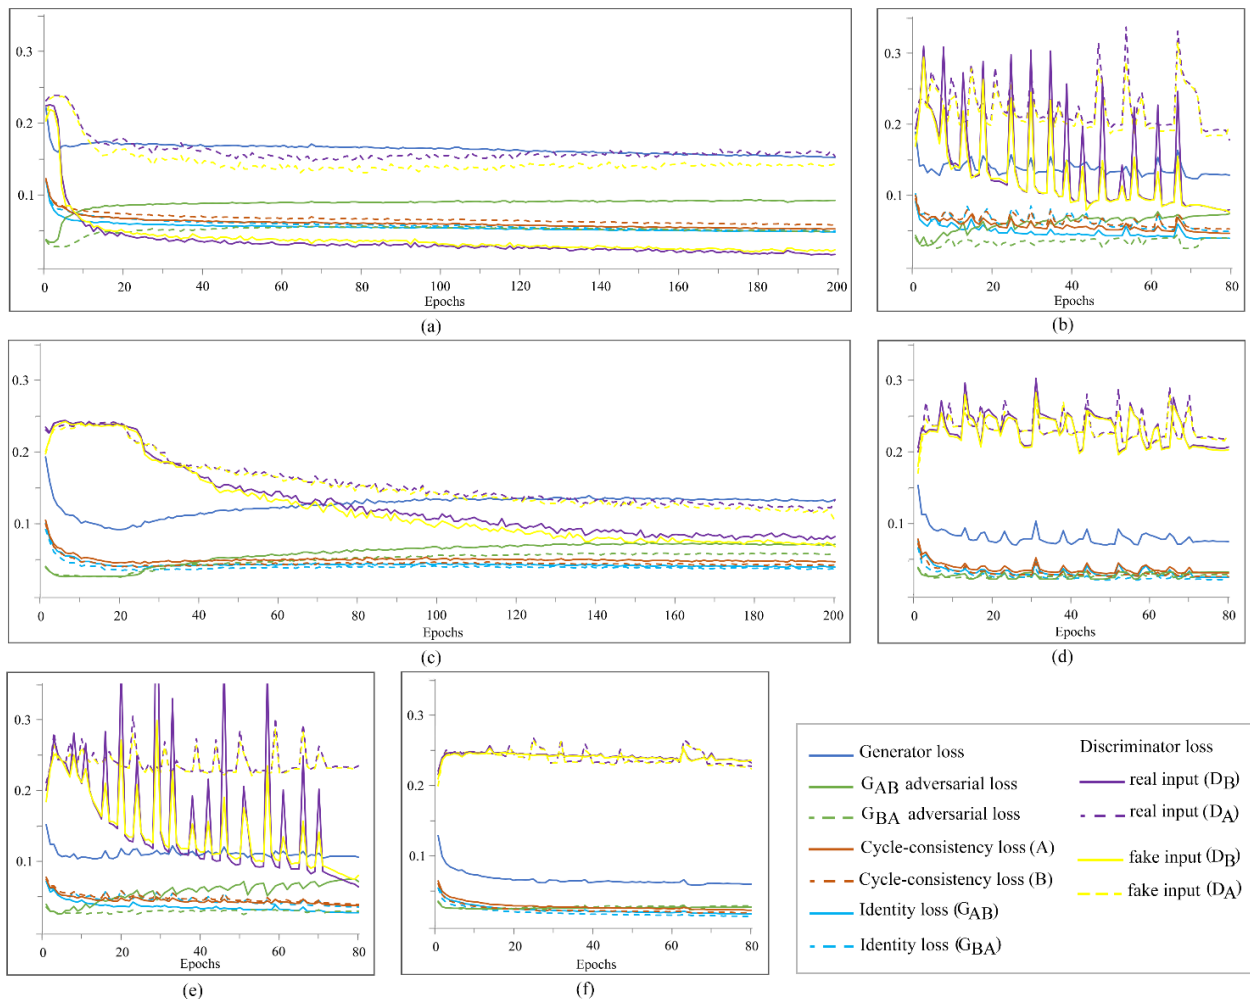 0.3
0.2
0.1
0 20 40 60 80 100 120 140 160 180 200
Epochs
(a)
0.3
0.2
0.1
0 20 40 60 80
Epochs
(b)
0.3
0.2
0.1
0 20 40 60 80 100 120 140 160 180 200
Epochs
(c)
0.3
0.2
0.1
0 20 40 60 80
Epochs
(d)
0.3
0.2
0.1
0 20 40 60 80
Epochs
(e)
0.3
0.2
0.1
0 20 40 60 80
Epochs
(f)
Generator loss
GAB adversarial loss
GBA adversarial loss
Cycle-consistency loss (A)
Cycle-consistency loss (B)
Identity loss (GAB)
Identity loss (GBA)
Discriminator loss
real input (DB)
real input (DA)
fake input (DB)
fake input (DA)